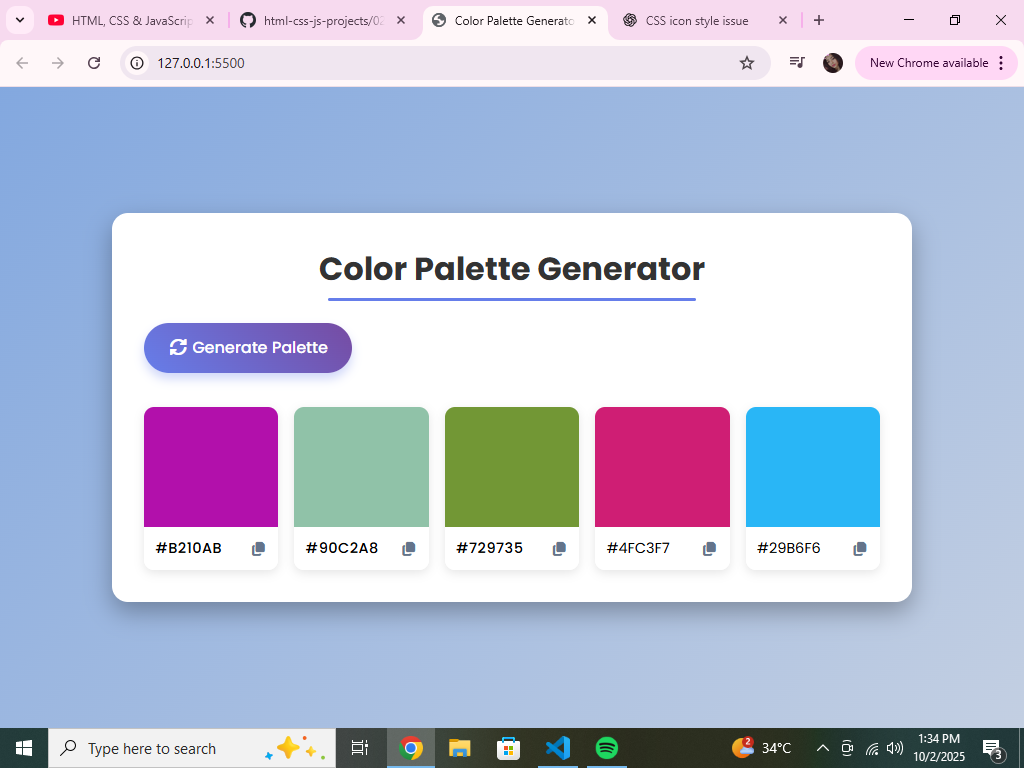 HTML, CSS & JavaScrip
html-css-js-projects/02
Color Palette Generato
CSS icon style issue
127.0.0.1:5500
New Chrome available
Color Palette Generator
Generate Palette
#B210AB
#90C2A8
#729735
#4FC3F7
#29B6F6
Type here to search
34°C
1:34 PM
10/2/2025
2
3